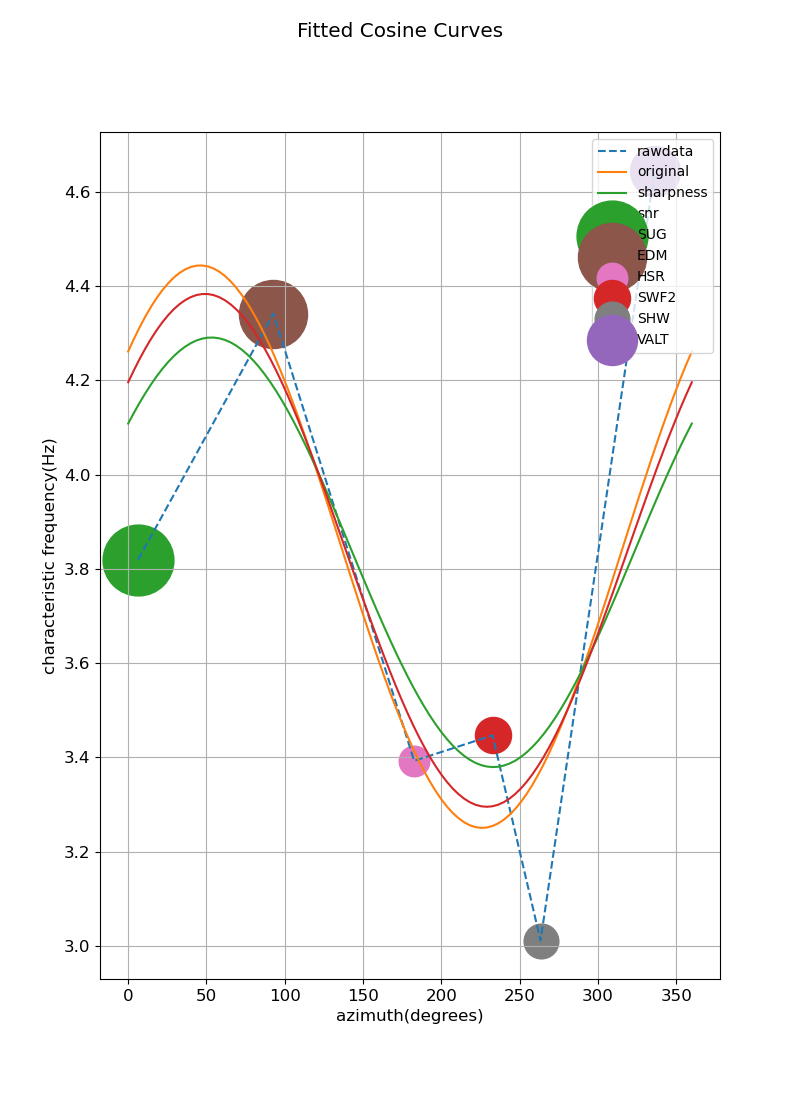 Fitted Cosine Curves
rawdata
original
sharpness
snr
SUG
EDM
HSR
SWF2
SHW
VALT
4.6
4.4
4.2
4.0
3.8
3.6
3.4
3.2
3.0
characteristic frequency(Hz)
0 50 100 150 200 250 300 350
azimuth(degrees)